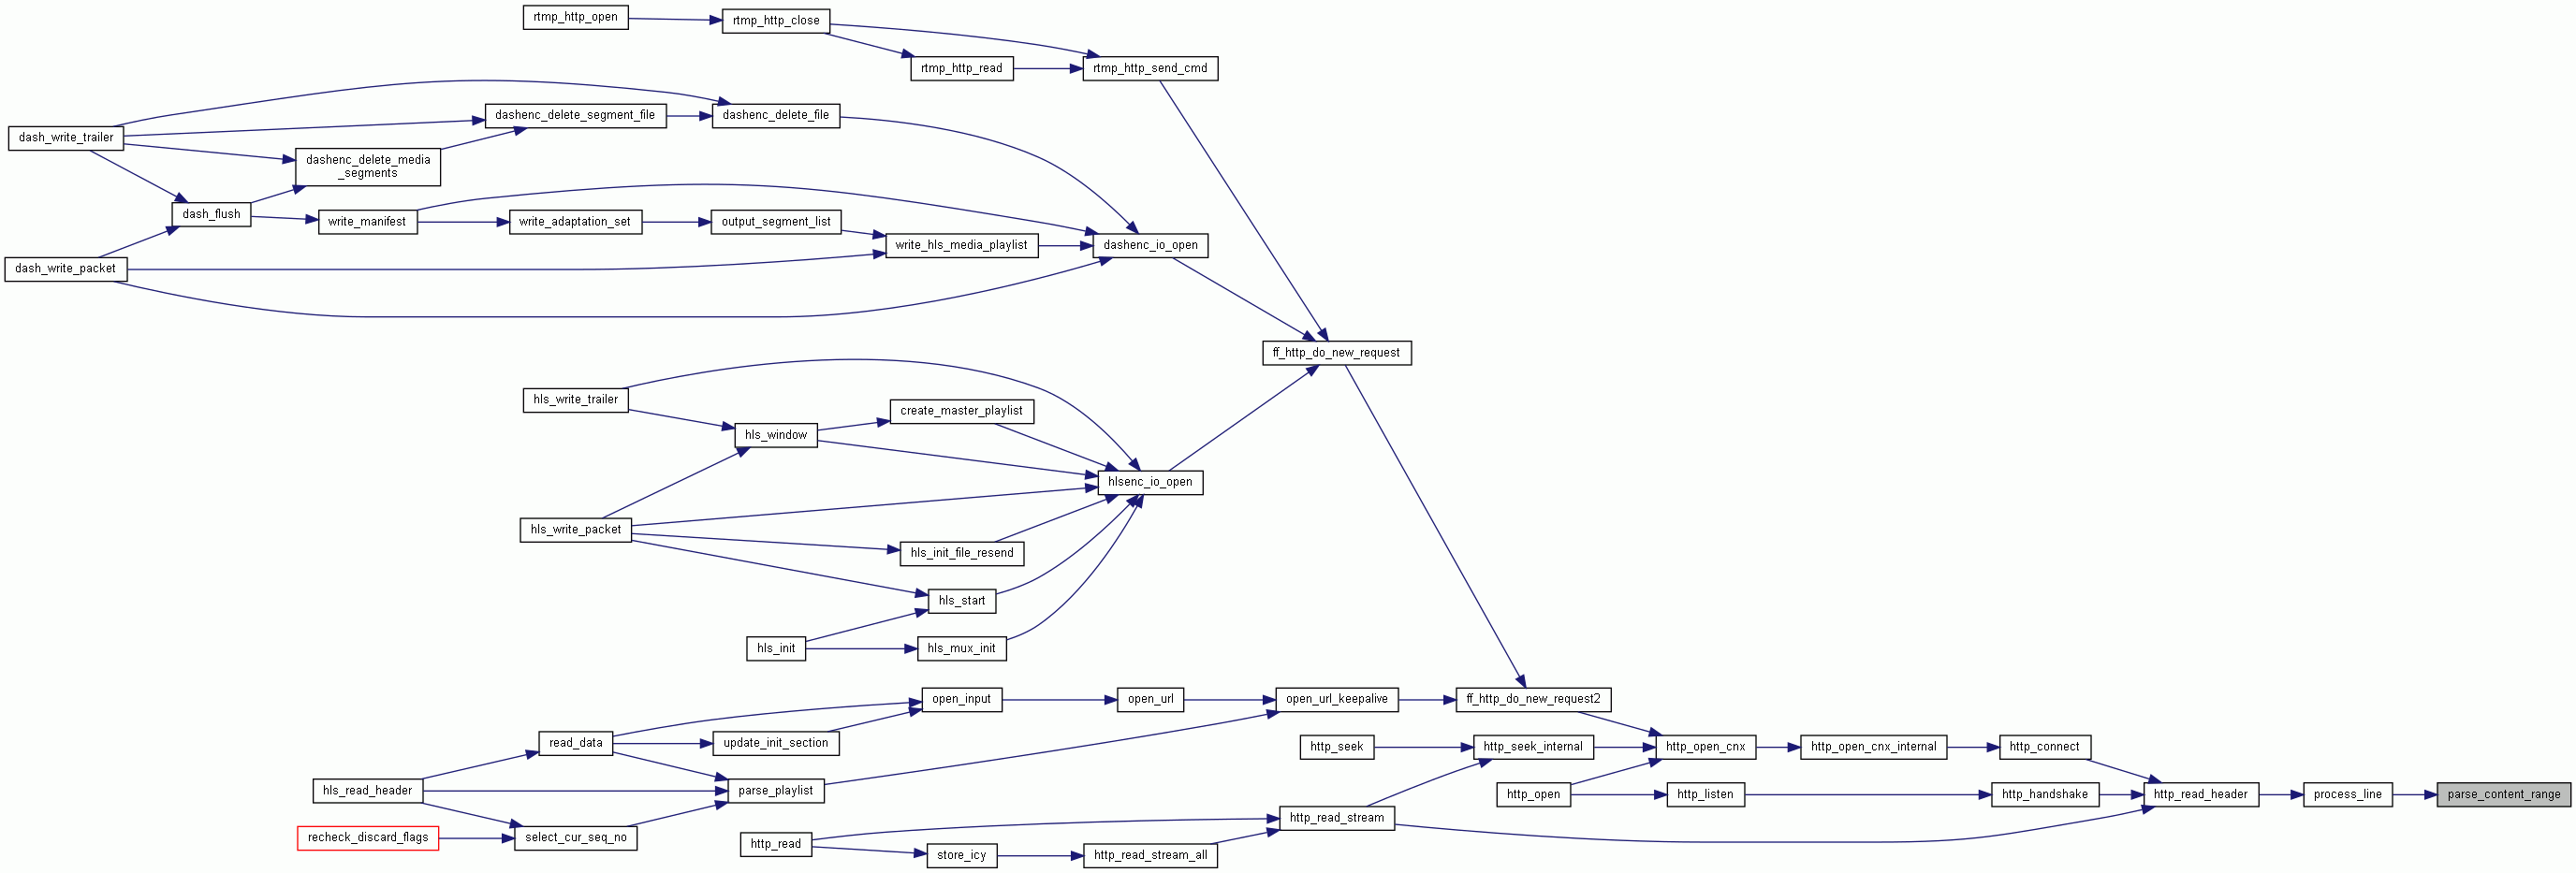 rtmp_http_open
rtmp_http_close
rtmp_http_read
rtmp_http_send_cmd
dash_write_trailer
dashenc_delete_segment_file
dashenc_delete_file
dashenc_delete_media
_segments
dash_flush
write_manifest
write_adaptation_set
output_segment_list
write_hls_media_playlist
dashenc_io_open
dash_write_packet
ff_http_do_new_request
hls_write_trailer
create_master_playlist
hls_window
hlsenc_io_open
hls_write_packet
hls_init_file_resend
hls_start
hls_init
hls_mux_init
open_input
open_url
open_url_keepalive
ff_http_do_new_request2
read_data
update_init_section
http_seek
http_seek_internal
http_open_cnx
http_open_cnx_internal
http_connect
hls_read_header
parse_playlist
http_open
http_listen
http_handshake
http_read_header
process_line
parse_content_range
recheck_discard_flags
select_cur_seq_no
http_read
http_read_stream
store_icy
http_read_stream_all